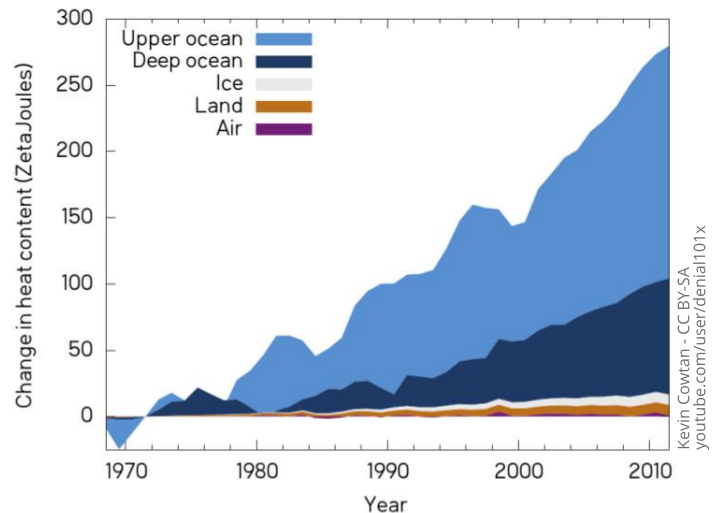 300
250
200
150
100
50
0
Change in heat content (ZetaJoules)
Upper ocean
Deep ocean
Ice
Land
Air
1970
1980
1990
2000
2010
Year
Kevin Cowtan - CC BY-SA
youtube.com/user/denial101x